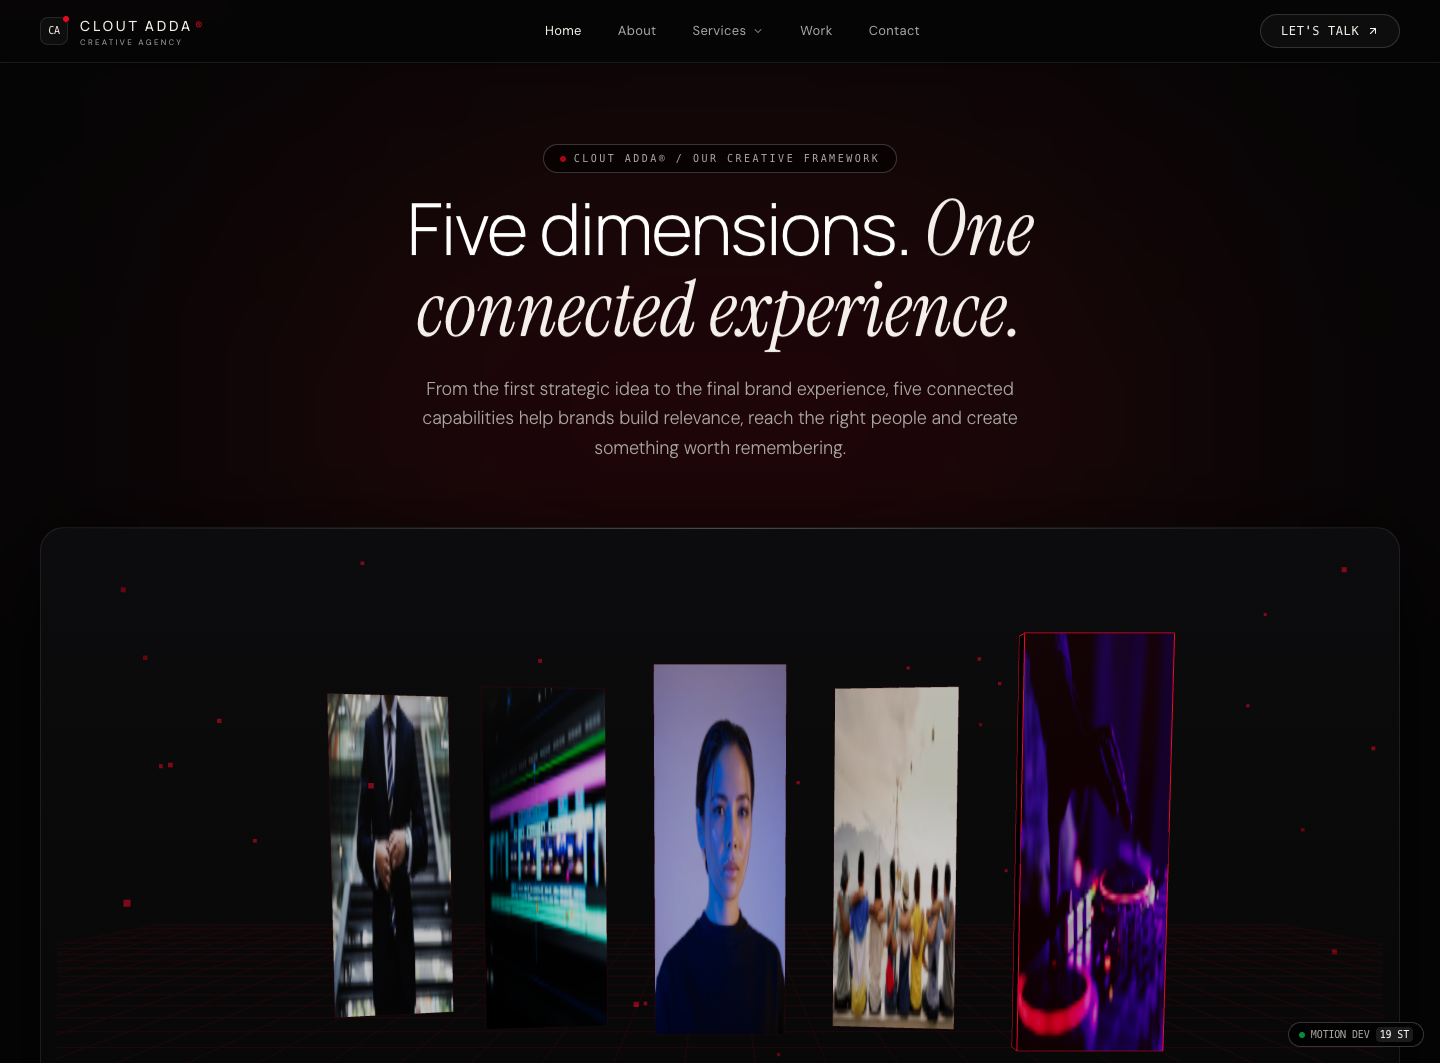 CA
CLOUT ADDA®
CREATIVE AGENCY
Home
About
Services
Work
Contact
LET'S TALK
CLOUT ADDA® / OUR CREATIVE FRAMEWORK
Five dimensions. One
connected experience.
From the first strategic idea to the final brand experience, five connected
capabilities help brands build relevance, reach the right people and create
something worth remembering.
MOTION DEV 19 ST